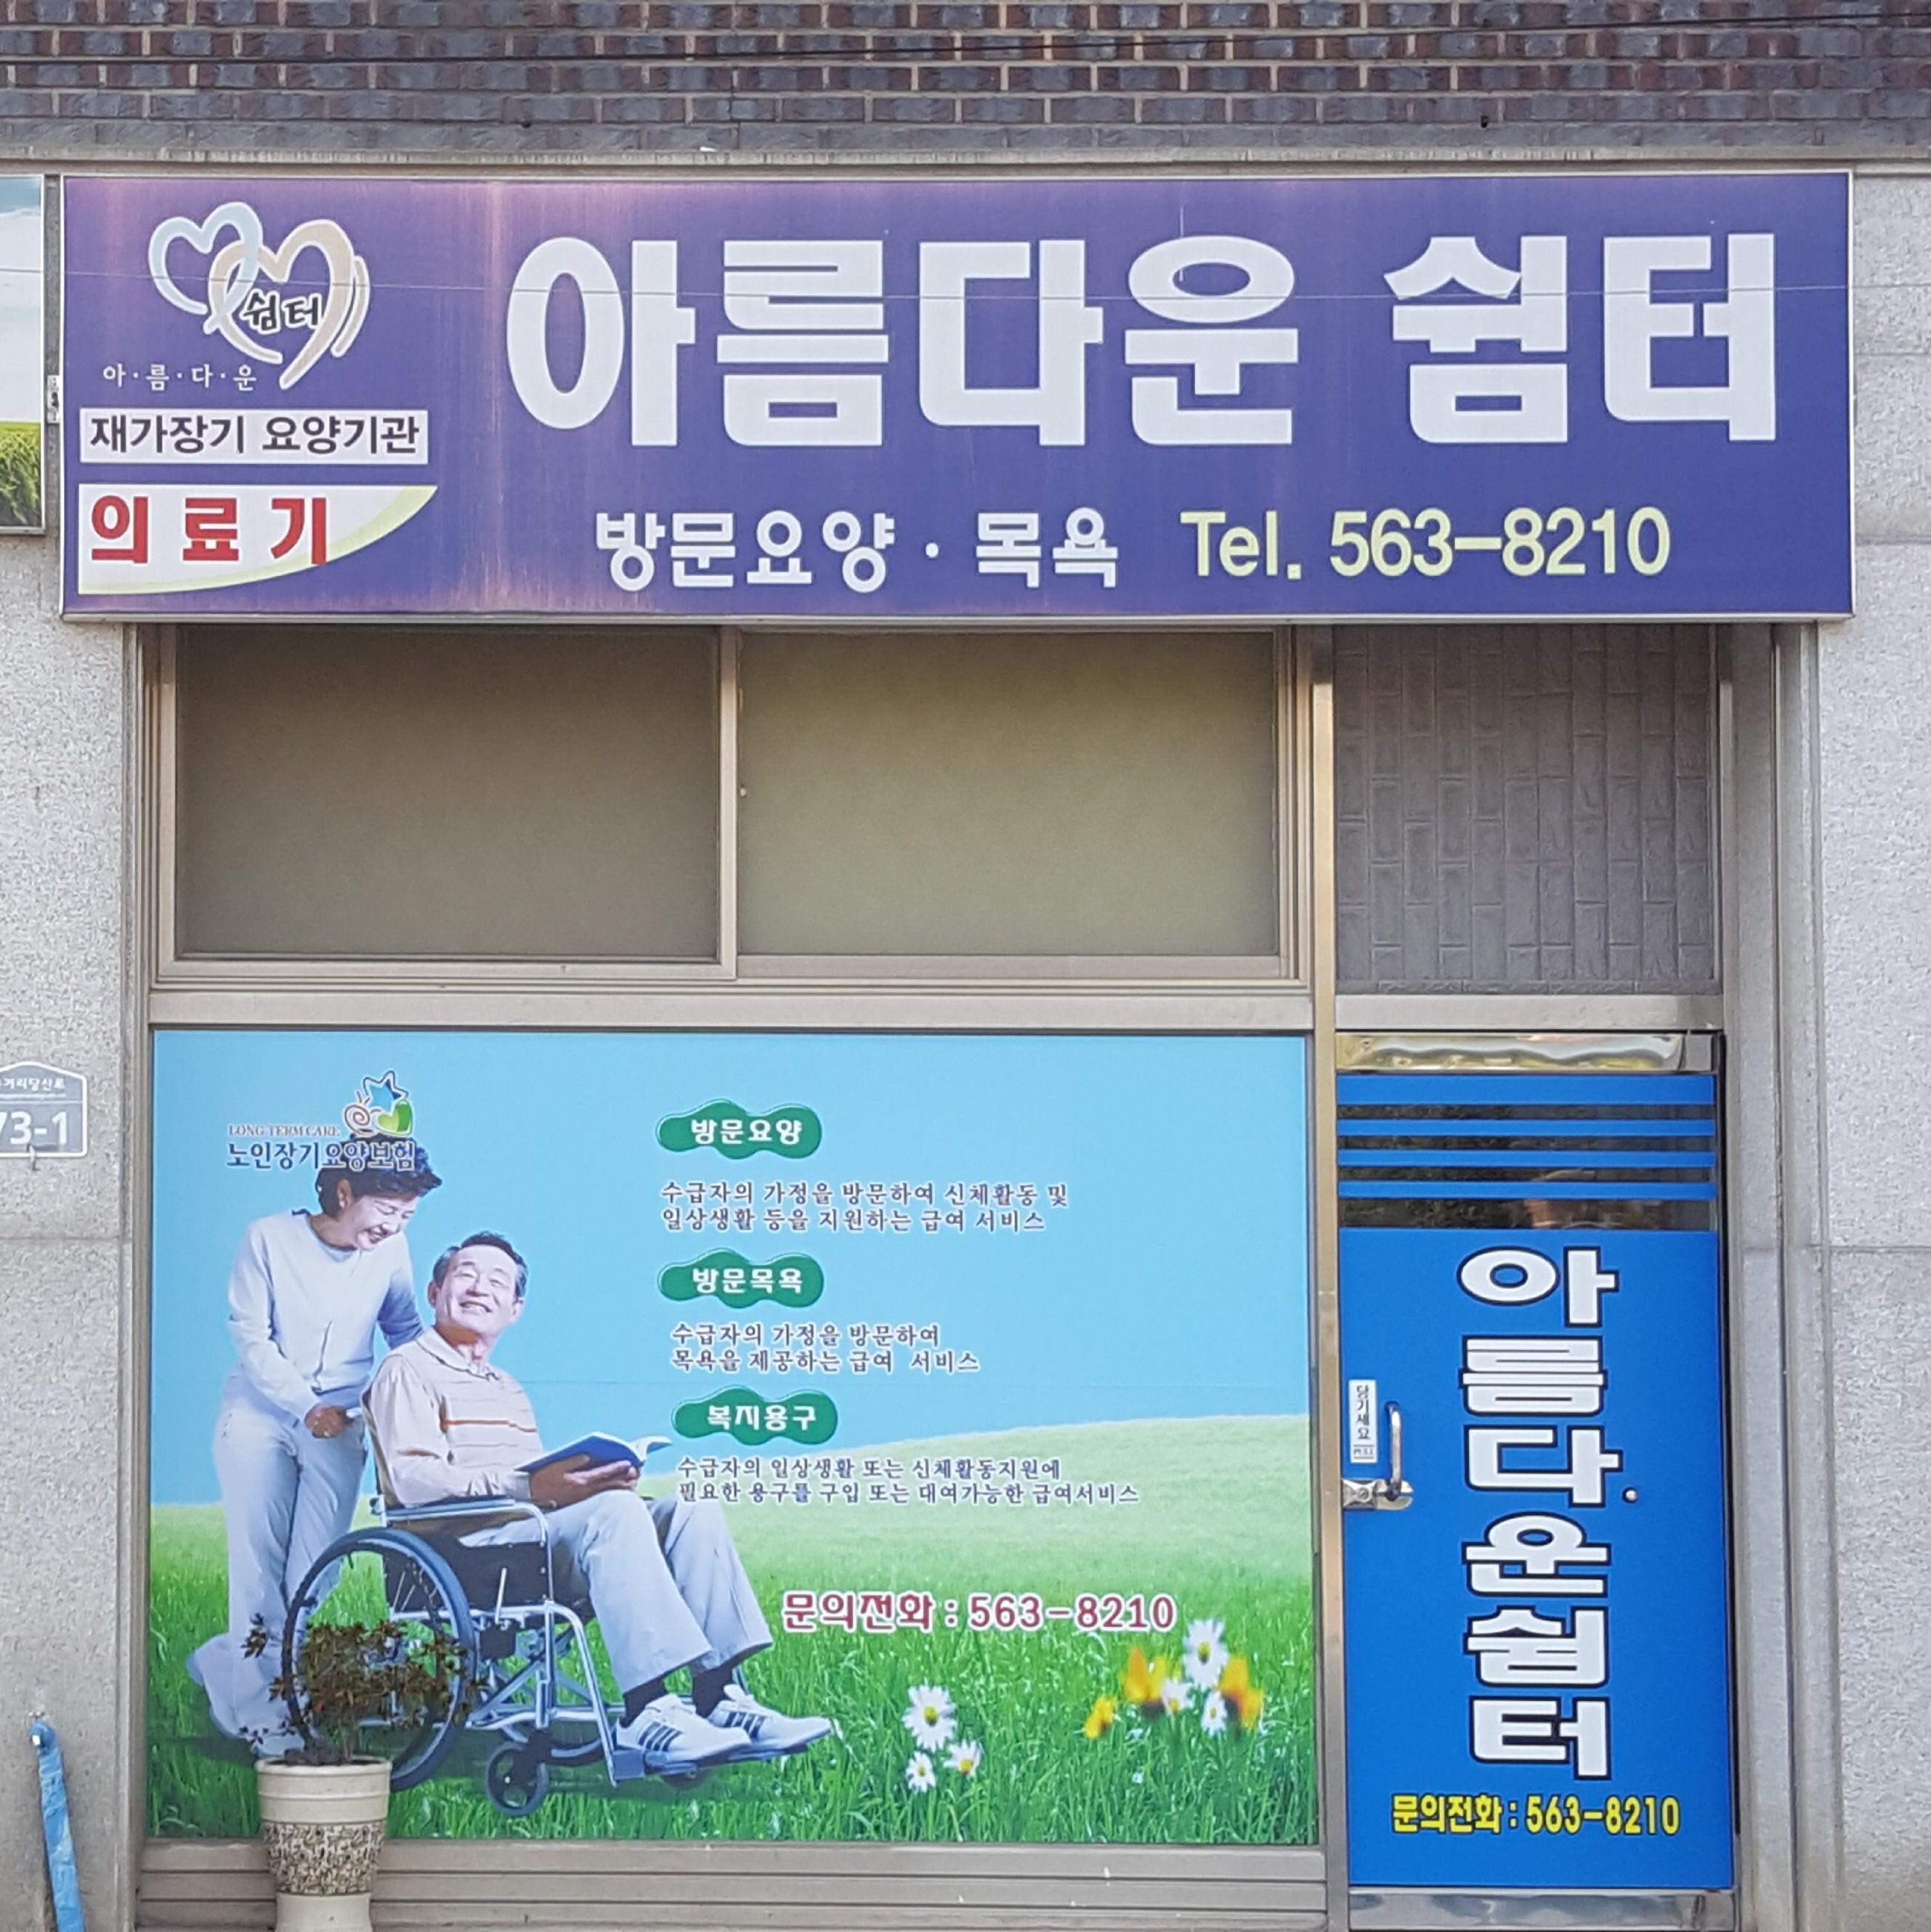 쉼터
아·름·다·운
재가장기 요양기관
의료기
아름다운 쉼터
방문요양·목욕 Tel. 563-8210
거리당산로
73-1
LONG-TERM CARE
노인장기요양보험
방문요양
수급자의 가정을 방문하여 신체활동 및
일상생활 등을 지원하는 급여 서비스
방문목욕
수급자의 가정을 방문하여
목욕을 제공하는 급여 서비스
복지용구
수급자의 일상생활 또는 신체활동지원에
필요한 용구를 구입 또는 대여가능한 급여서비스
문의전화 : 563-8210
당기세요
PULL
아름다운쉼터
문의전화 : 563-8210